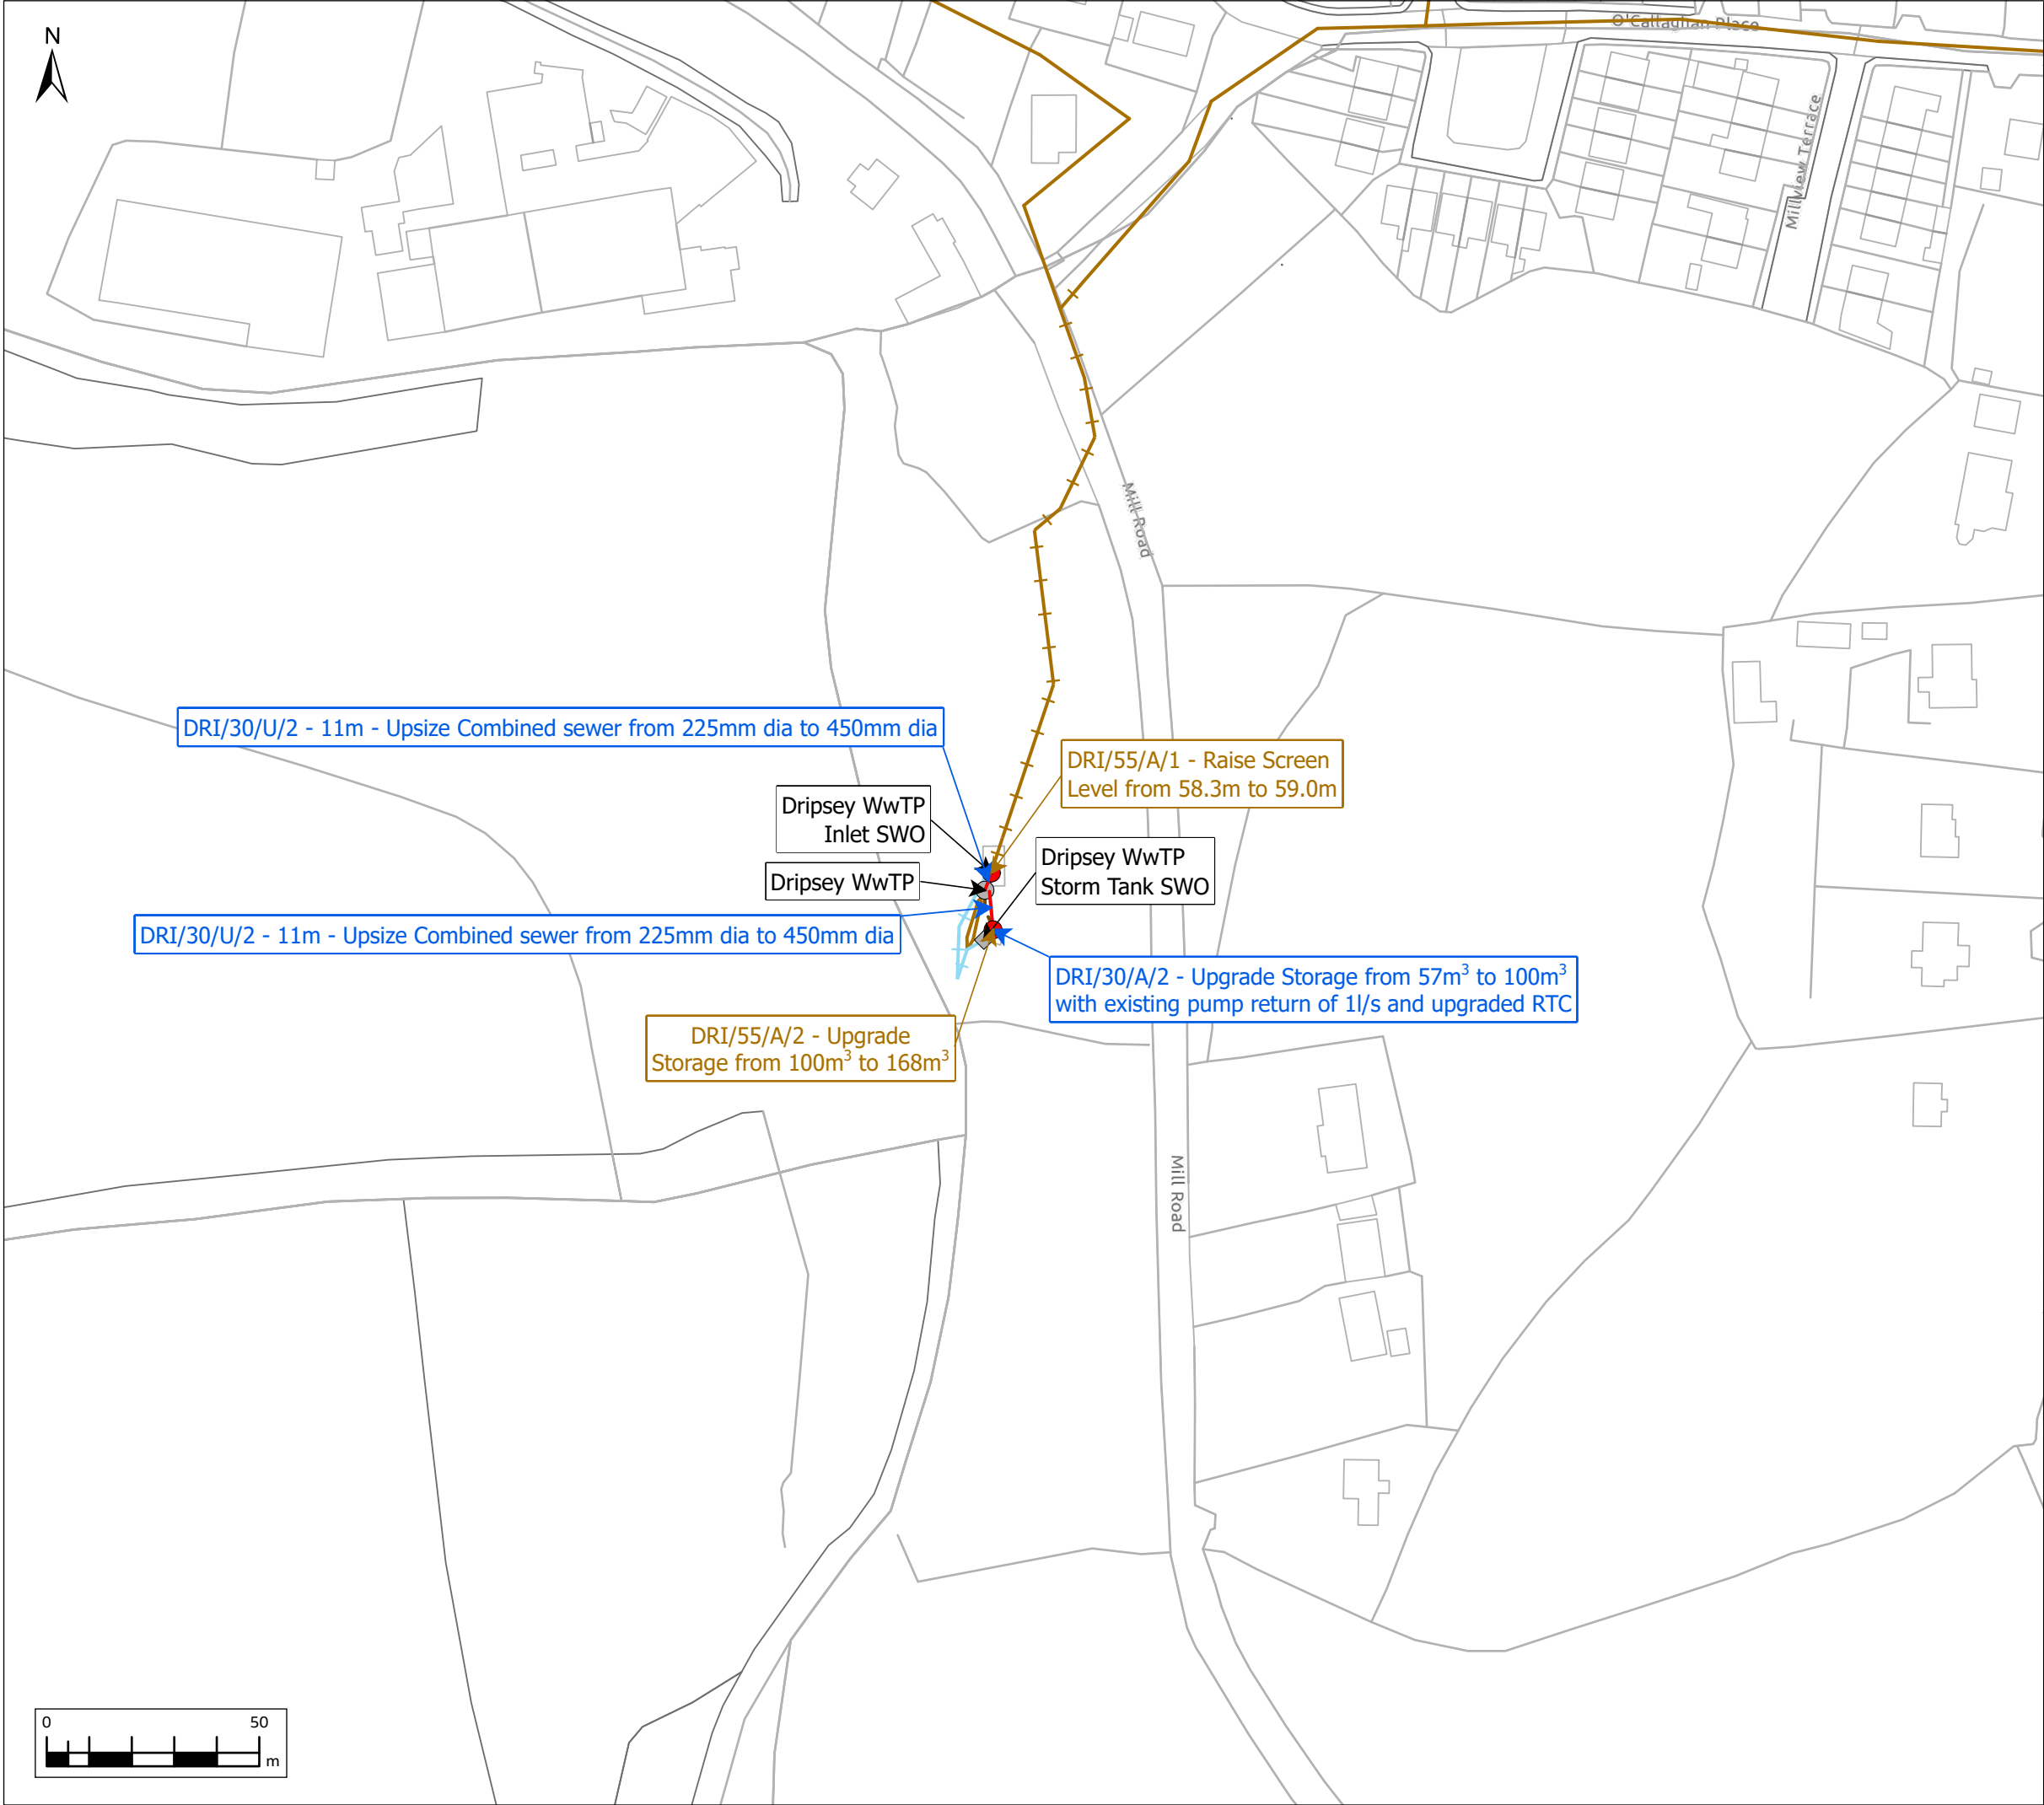 N
O'Callaghan Place
Millview Terrace
Mill Road
DRI/30/U/2 - 11m - Upsize Combined sewer from 225mm dia to 450mm dia
DRI/55/A/1 - Raise Screen
Level from 58.3m to 59.0m
Dripsey WwTP
Inlet SWO
Dripsey WwTP
Storm Tank SWO
Dripsey WwTP
DRI/30/U/2 - 11m - Upsize Combined sewer from 225mm dia to 450mm dia
DRI/30/A/2 - Upgrade Storage from 57m³ to 100m³
with existing pump return of 1l/s and upgraded RTC
DRI/55/A/2 - Upgrade
Storage from 100m³ to 168m³
Mill Road
0 50
m